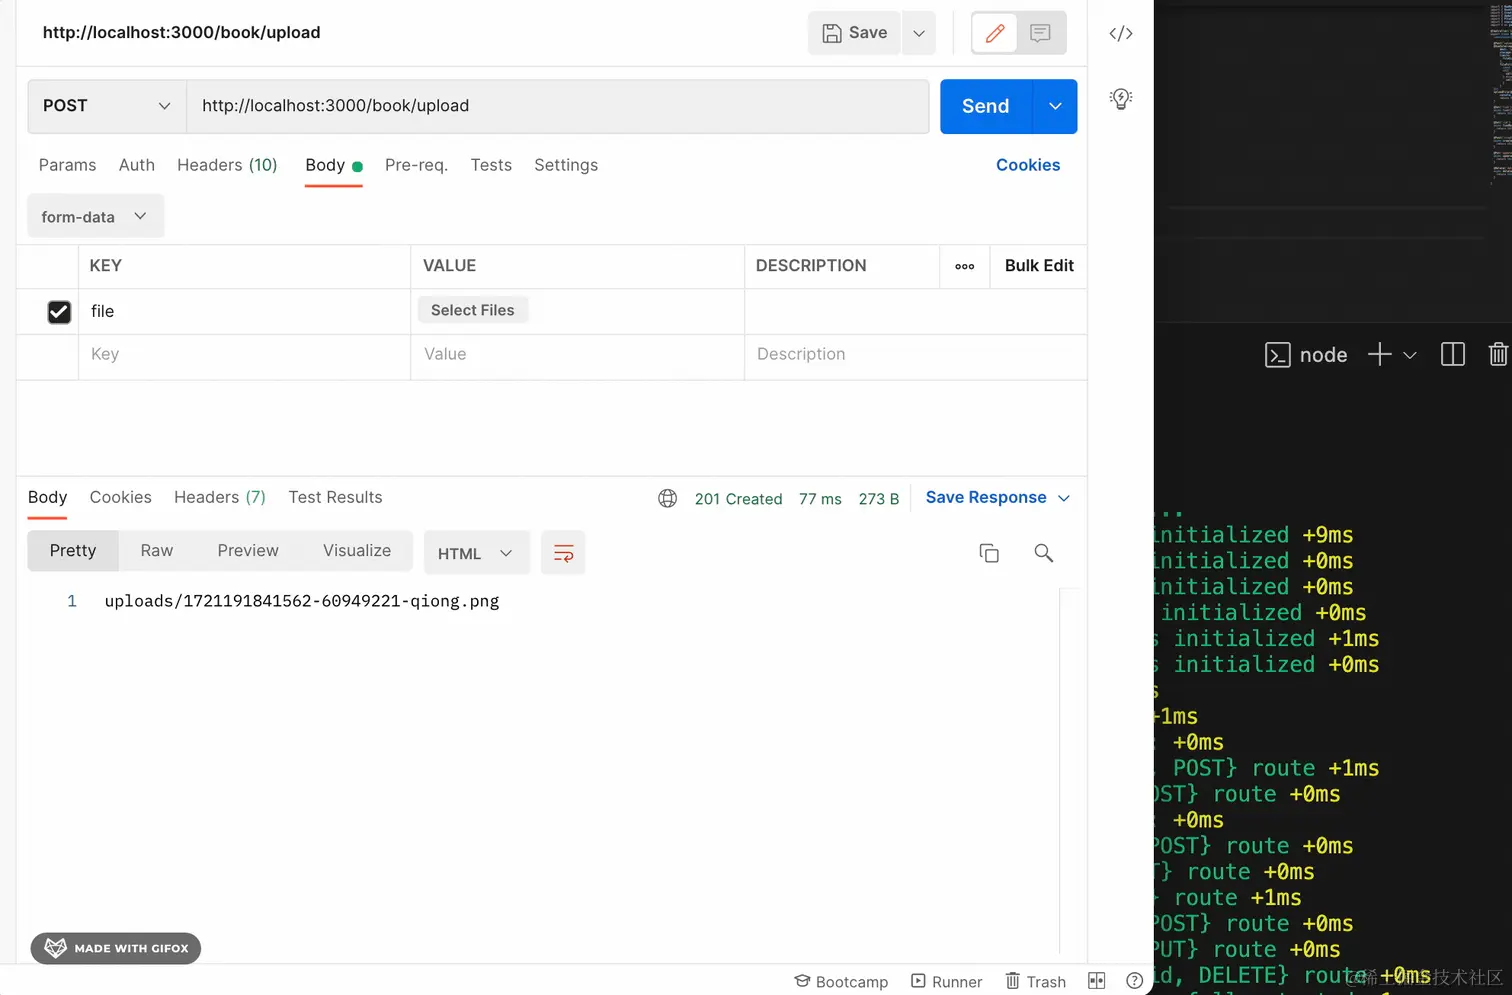 http://localhost:3000/book/upload
Save
POST
http://localhost:3000/book/upload
Send
Params Auth Headers (10) Body Pre-req. Tests Settings Cookies
form-data
KEY VALUE DESCRIPTION ooo Bulk Edit
file Select Files
Key Value Description
Body Cookies Headers (7) Test Results 201 Created 77 ms 273 B Save Response
Pretty Raw Preview Visualize HTML
1 uploads/1721191841562-60949221-qiong.png
MADE WITH GIFOX
Bootcamp Runner Trash
node
...
initialized +9ms
initialized +0ms
initialized +0ms
initialized +0ms
s initialized +1ms
s initialized +0ms
s
+1ms
: +0ms
, POST} route +1ms
OST} route +0ms
: +0ms
POST} route +0ms
T} route +0ms
} route +1ms
POST} route +0ms
PUT} route +0ms
id, DELETE} route +0ms
@稀土掘金技术社区